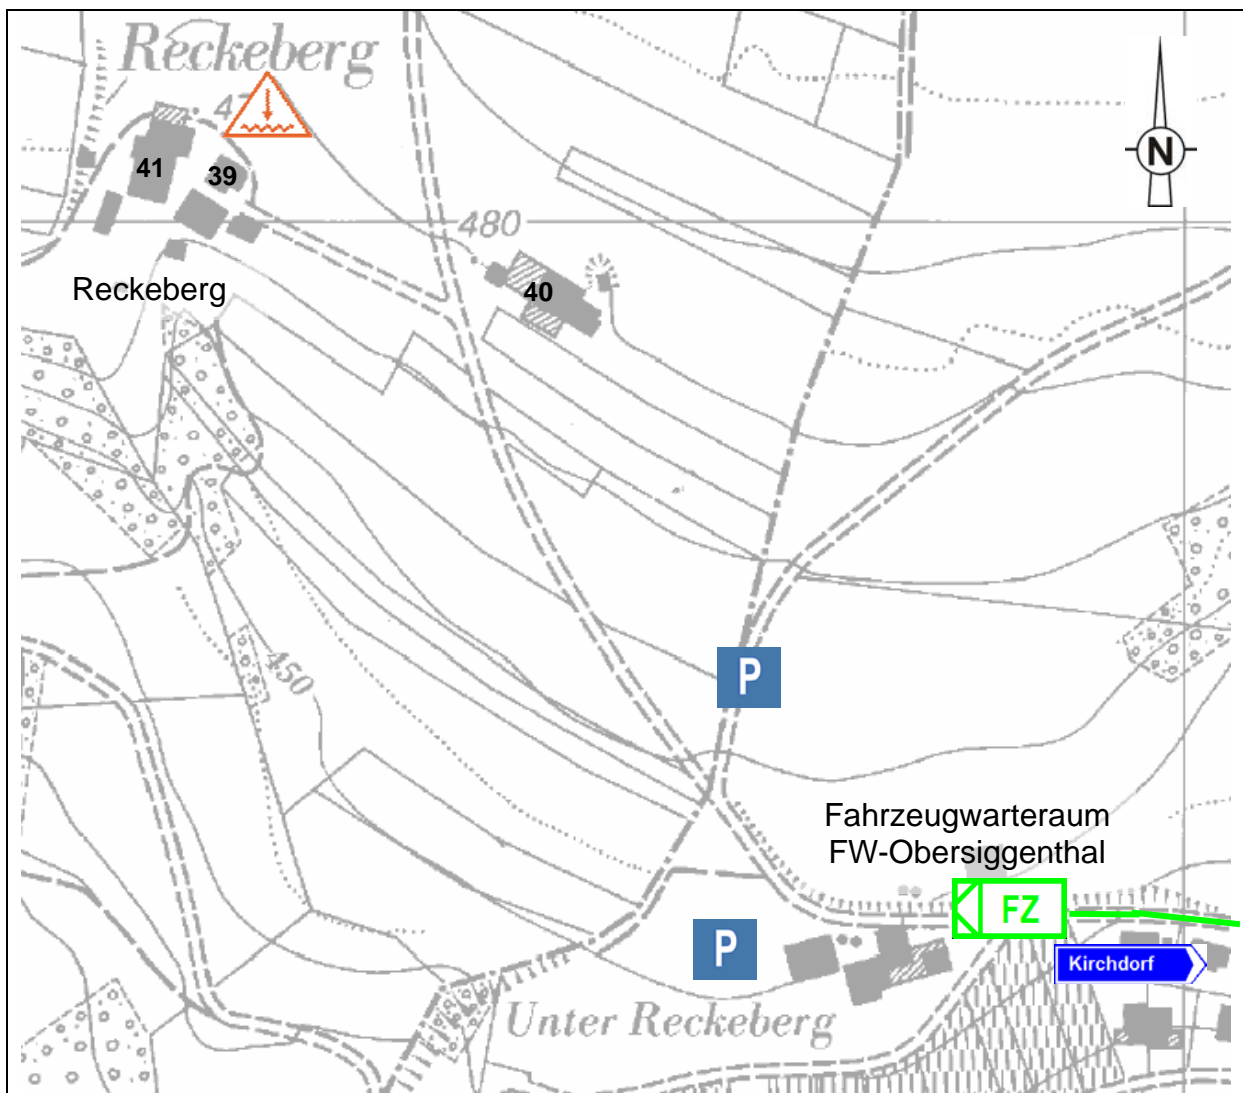 Reckeberg
N
41
39
480
40
Reckeberg
450
P
Fahrzeugwarteraum
FW-Obersiggenthal
FZ
P
Kirchdorf
Unter Reckeberg